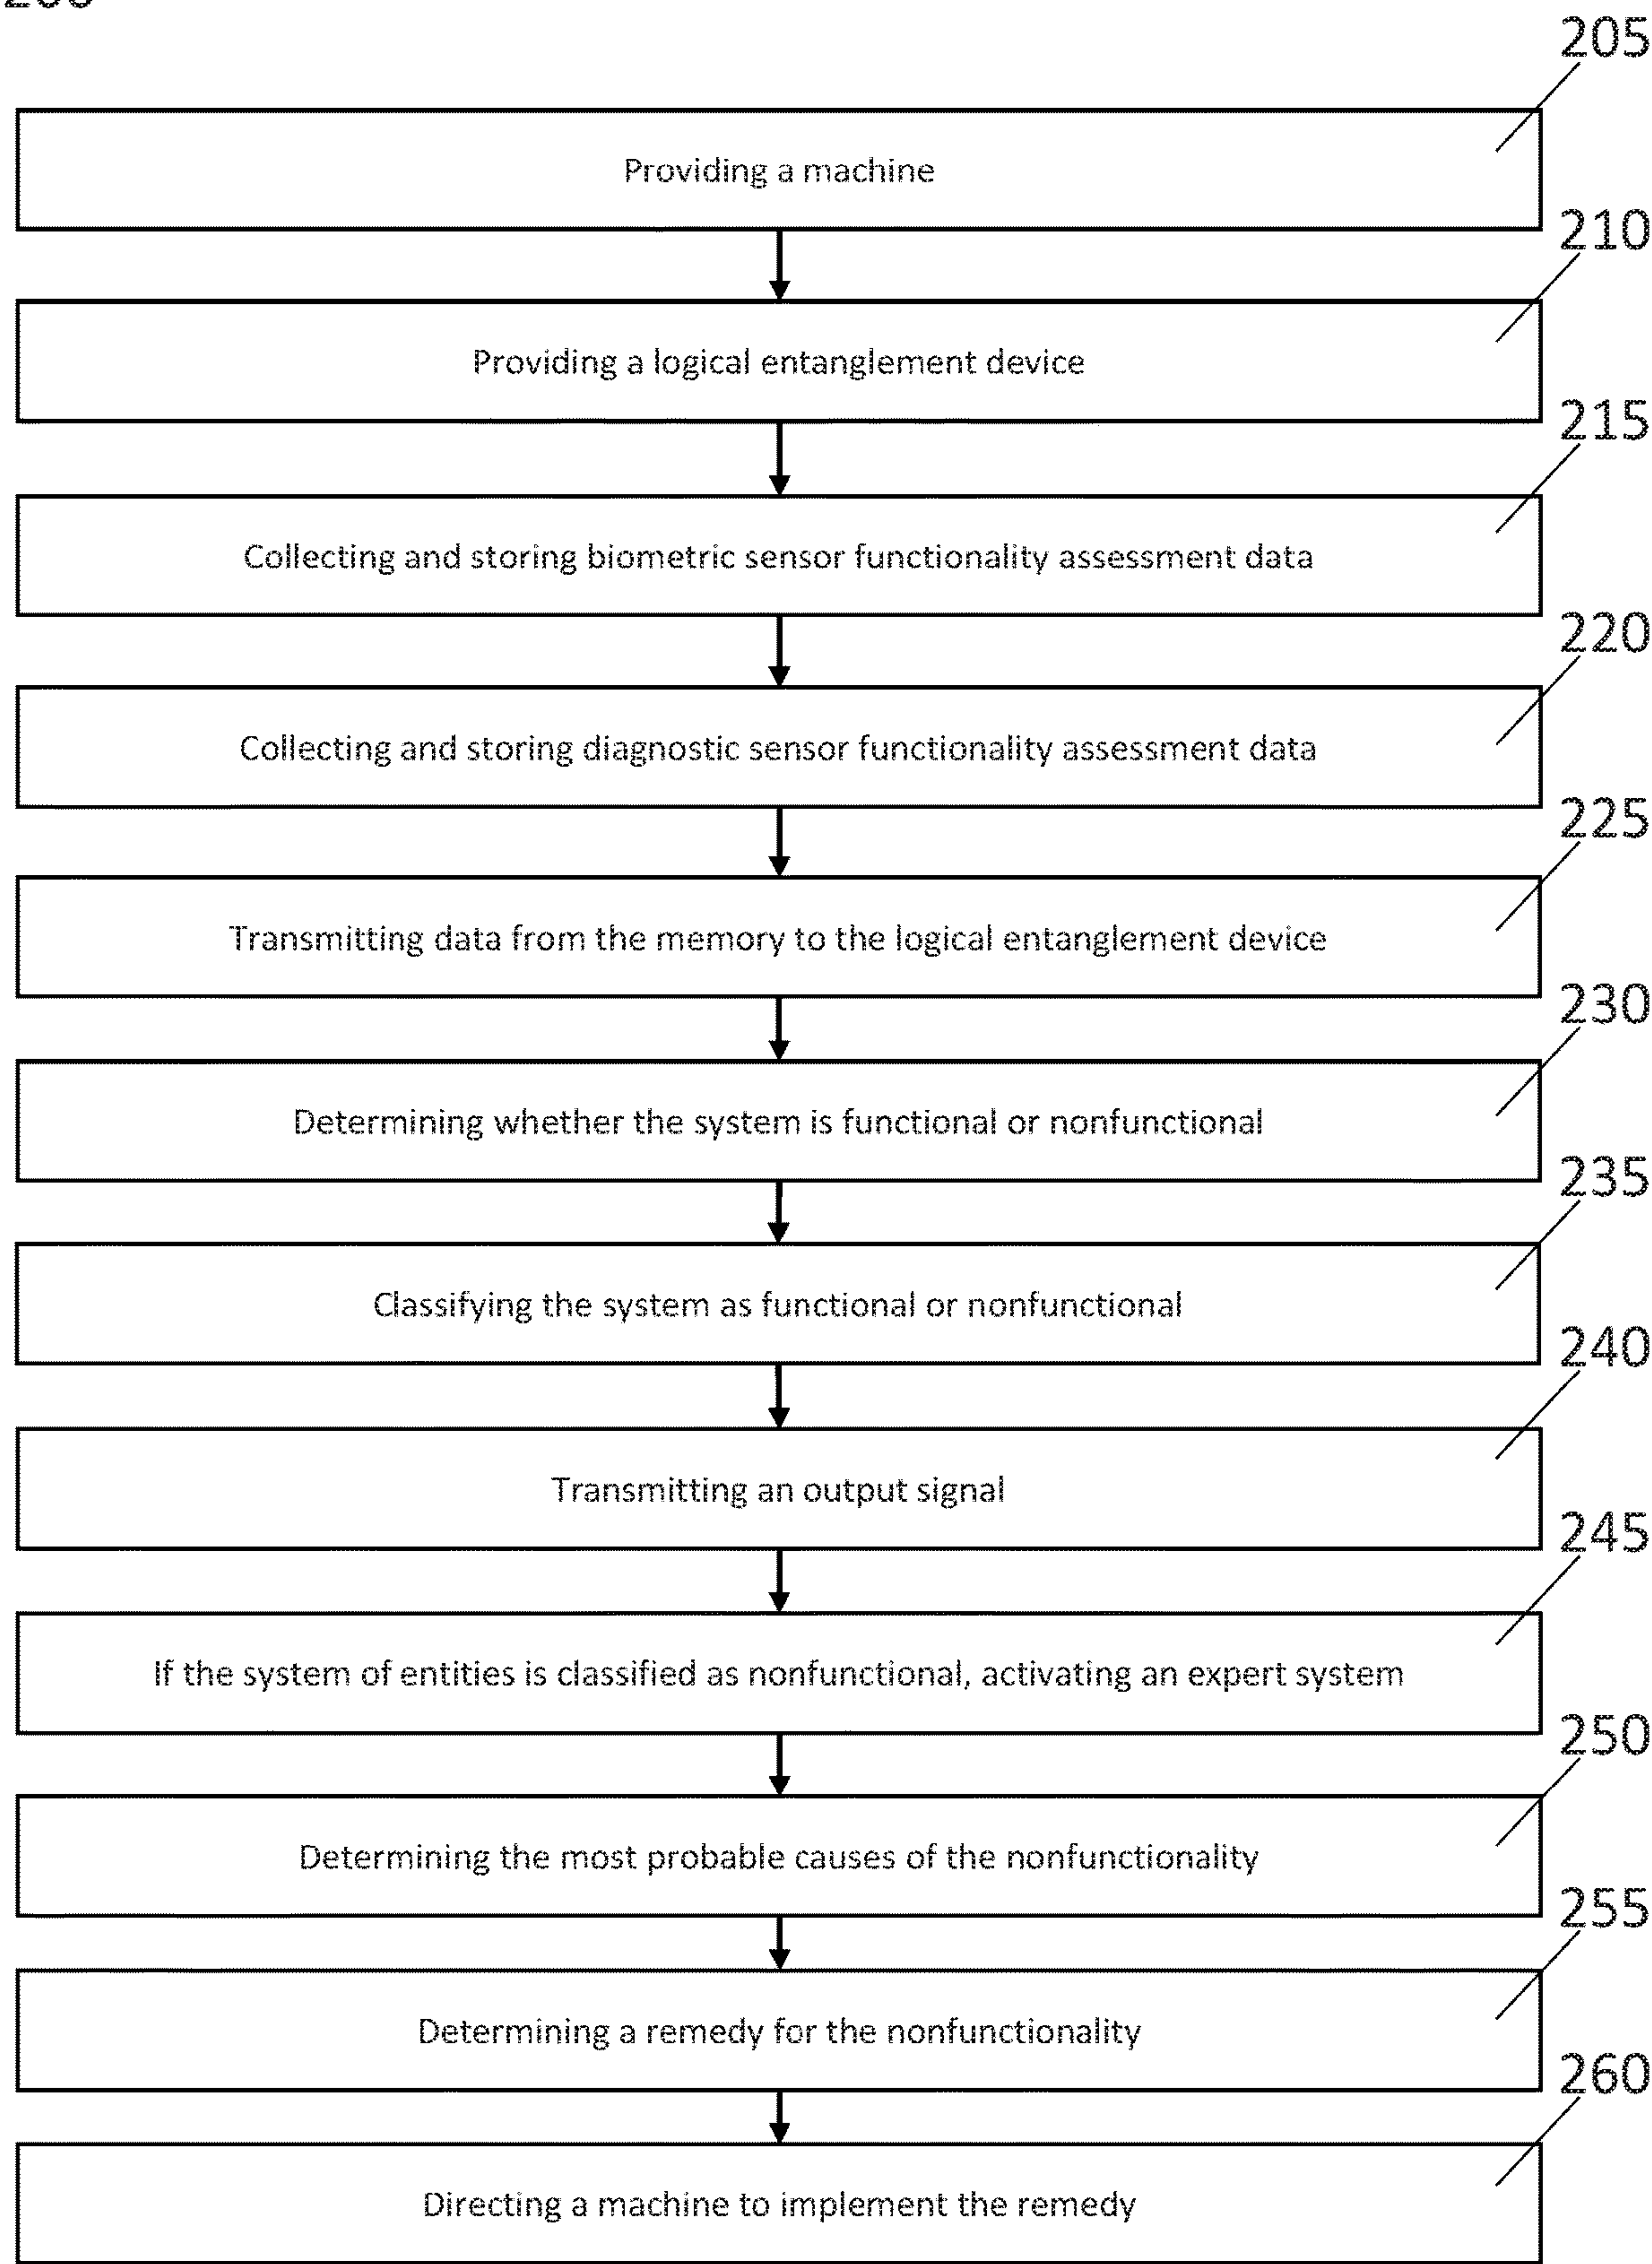 205
Providing a machine
210
Providing a logical entanglement device
215
Collecting and storing biometric sensor functionality assessment data
220
Collecting and storing diagnostic sensor functionality assessment data
225
Transmitting data from the memory to the logical entanglement device
230
Determining whether the system is functional or nonfunctional
235
Classifying the system as functional or nonfunctional
240
Transmitting an output signal
245
If the system of entities is classified as nonfunctional, activating an expert system
250
Determining the most probable causes of the nonfunctionality
255
Determining a remedy for the nonfunctionality
260
Directing a machine to implement the remedy